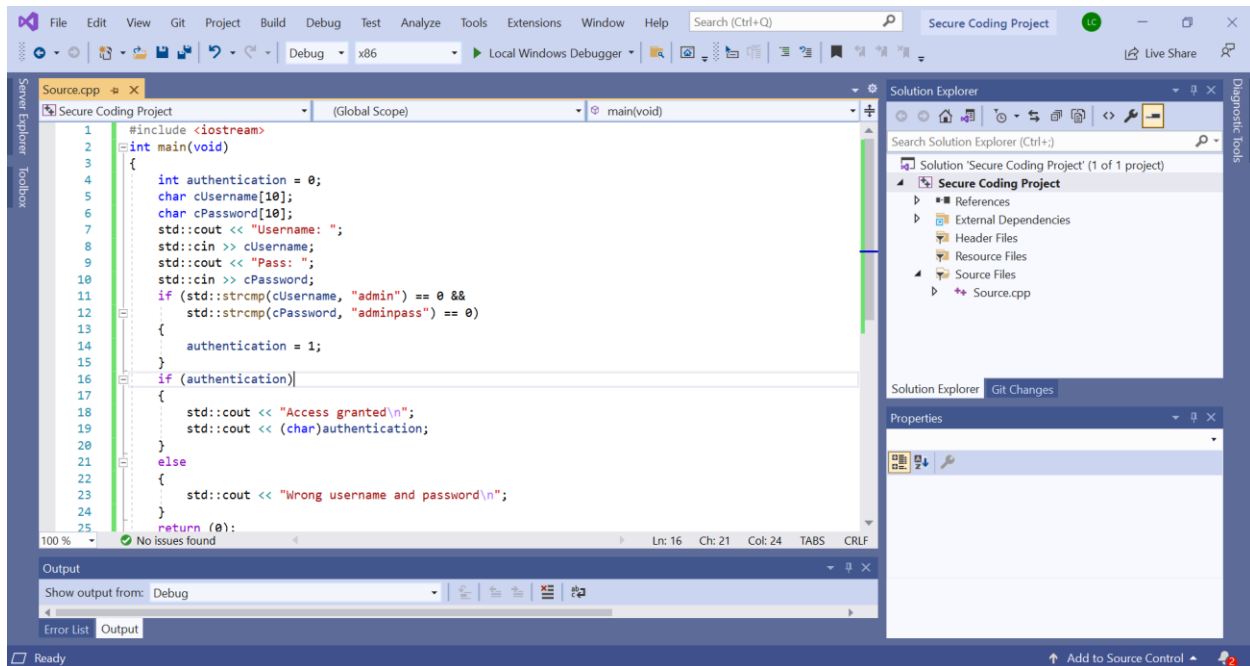 File Edit View Git Project Build Debug Test Analyze Tools Extensions Window Help Search (Ctrl+Q) Secure Coding Project LC
Debug x86 Local Windows Debugger Live Share
Server Explorer
Toolbox
Source.cpp
Secure Coding Project (Global Scope) main(void)
1 #include <iostream>
2 int main(void)
3 {
4 int authentication = 0;
5 char cUsername[10];
6 char cPassword[10];
7 std::cout << "Username: ";
8 std::cin >> cUsername;
9 std::cout << "Pass: ";
10 std::cin >> cPassword;
11 if (std::strcmp(cUsername, "admin") == 0 &&
12 std::strcmp(cPassword, "adminpass") == 0)
13 {
14 authentication = 1;
15 }
16 if (authentication)
17 {
18 std::cout << "Access granted\n";
19 std::cout << (char)authentication;
20 }
21 else
22 {
23 std::cout << "Wrong username and password\n";
24 }
25 return (0);
100 % No issues found Ln: 16 Ch: 21 Col: 24 TABS CRLF
Output
Show output from: Debug
Error List Output
Solution Explorer
Search Solution Explorer (Ctrl+;)
Solution 'Secure Coding Project' (1 of 1 project)
Secure Coding Project
References
External Dependencies
Header Files
Resource Files
Source Files
Source.cpp
Solution Explorer Git Changes
Properties
Diagnostic Tools
Ready Add to Source Control 2